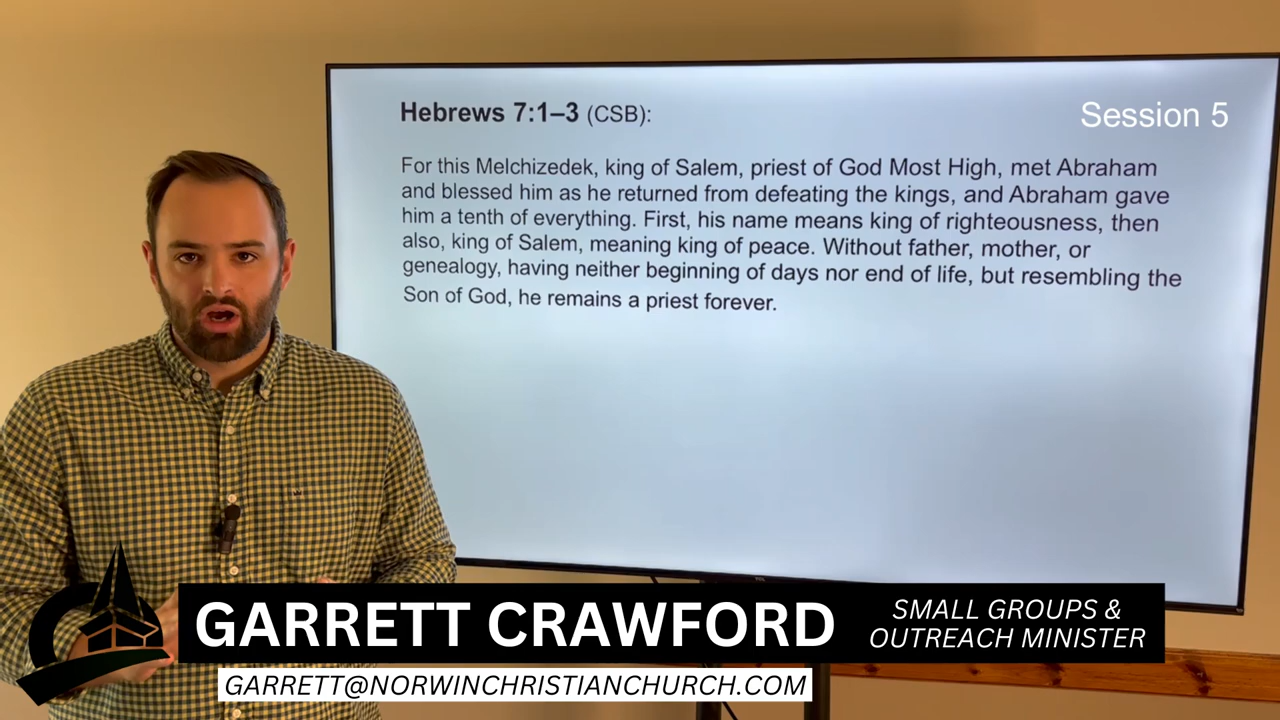 Hebrews 7:1–3 (CSB):
Session 5
For this Melchizedek, king of Salem, priest of God Most High, met Abraham
and blessed him as he returned from defeating the kings, and Abraham gave
him a tenth of everything. First, his name means king of righteousness, then
also, king of Salem, meaning king of peace. Without father, mother, or
genealogy, having neither beginning of days nor end of life, but resembling the
Son of God, he remains a priest forever.
TCL
GARRETT CRAWFORD
SMALL GROUPS &
OUTREACH MINISTER
GARRETT@NORWINCHRISTIANCHURCH.COM